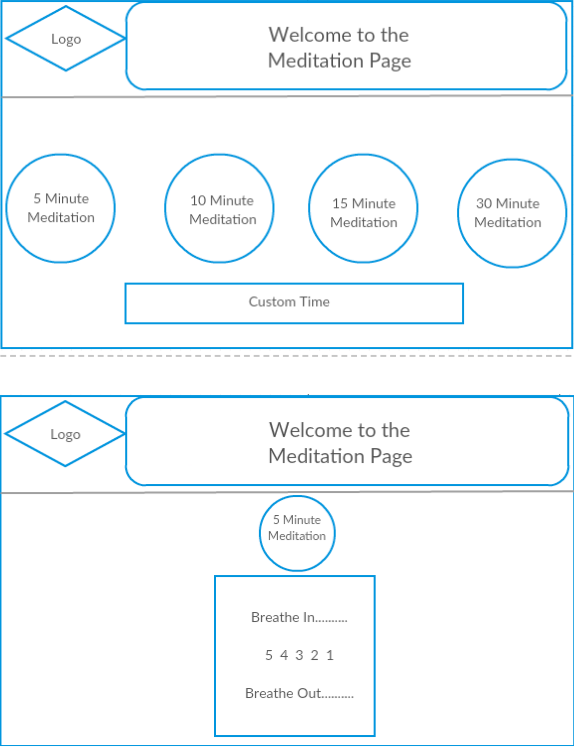 Logo
Welcome to the
Meditation Page
5 Minute
Meditation
10 Minute
Meditation
15 Minute
Meditation
30 Minute
Meditation
Custom Time
Logo
Welcome to the
Meditation Page
5 Minute
Meditation
Breathe In..........
5 4 3 2 1
Breathe Out..........